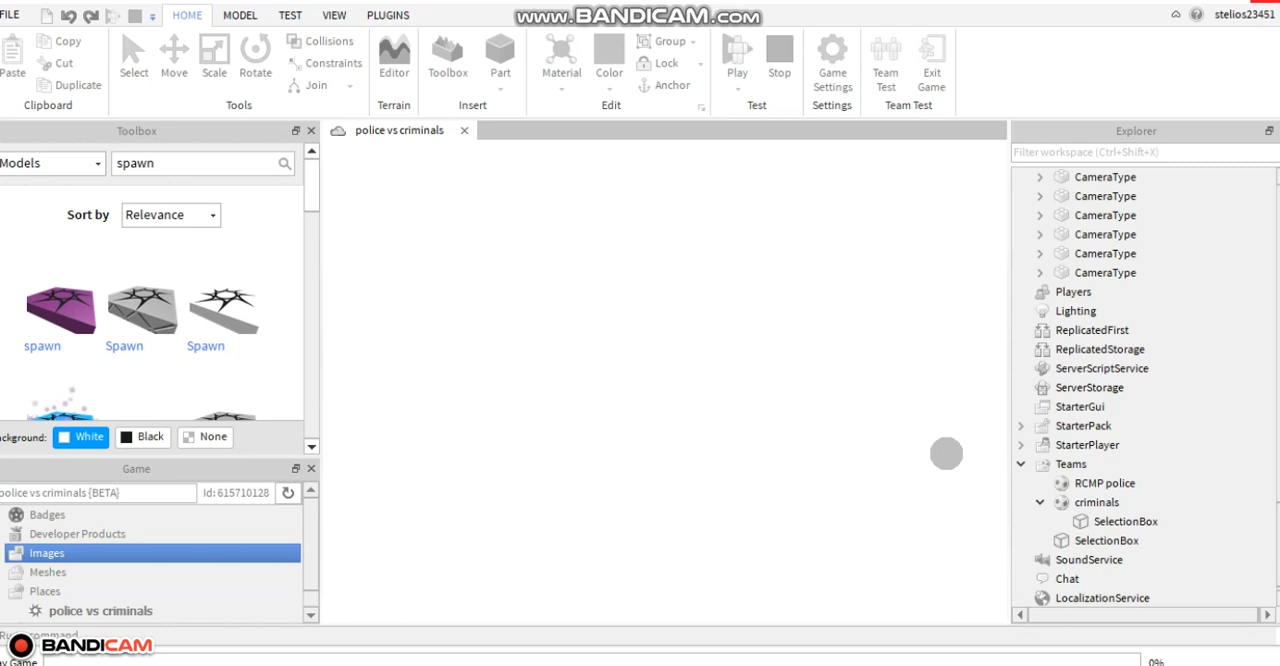 FILE HOME MODEL TEST VIEW PLUGINS www.BANDICAM.com stelios23451
Copy
Paste Cut
Duplicate
Clipboard
Select Move Scale Rotate
Collisions
Constraints
Join
Tools
Editor
Terrain
Toolbox Part
Insert
Material Color
Group
Lock
Anchor
Edit
Play Stop
Test
Game
Settings
Settings
Team
Test
Exit
Game
Team Test
Toolbox
Models spawn
Sort by Relevance
spawn Spawn Spawn
ckground: White Black None
Game
police vs criminals {BETA} Id: 615710128
Badges
Developer Products
Images
Meshes
Places
police vs criminals
police vs criminals
Explorer
Filter workspace (Ctrl+Shift+X)
CameraType
CameraType
CameraType
CameraType
CameraType
CameraType
Players
Lighting
ReplicatedFirst
ReplicatedStorage
ServerScriptService
ServerStorage
StarterGui
StarterPack
StarterPlayer
Teams
RCMP police
criminals
SelectionBox
SelectionBox
SoundService
Chat
LocalizationService
command
BANDICAM
ay Game 0%